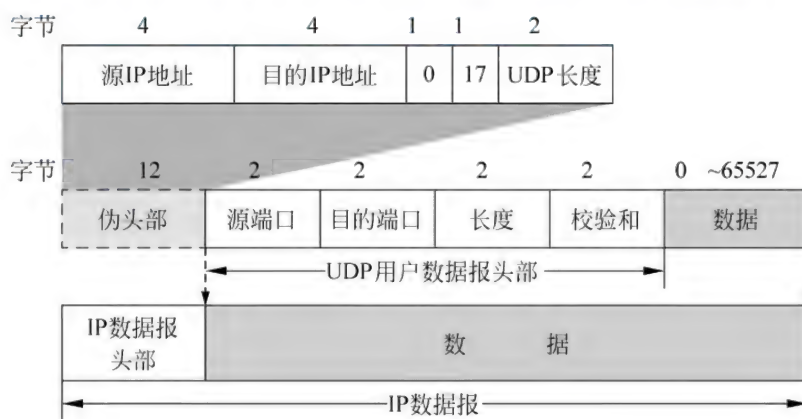 字节 4 4 1 1 2
源IP地址 目的IP地址 0 17 UDP长度
字节 12 2 2 2 2 0 ~65527
伪头部 源端口 目的端口 长度 校验和 数据
UDP用户数据报头部
IP数据报
头部
数 据
IP数据报